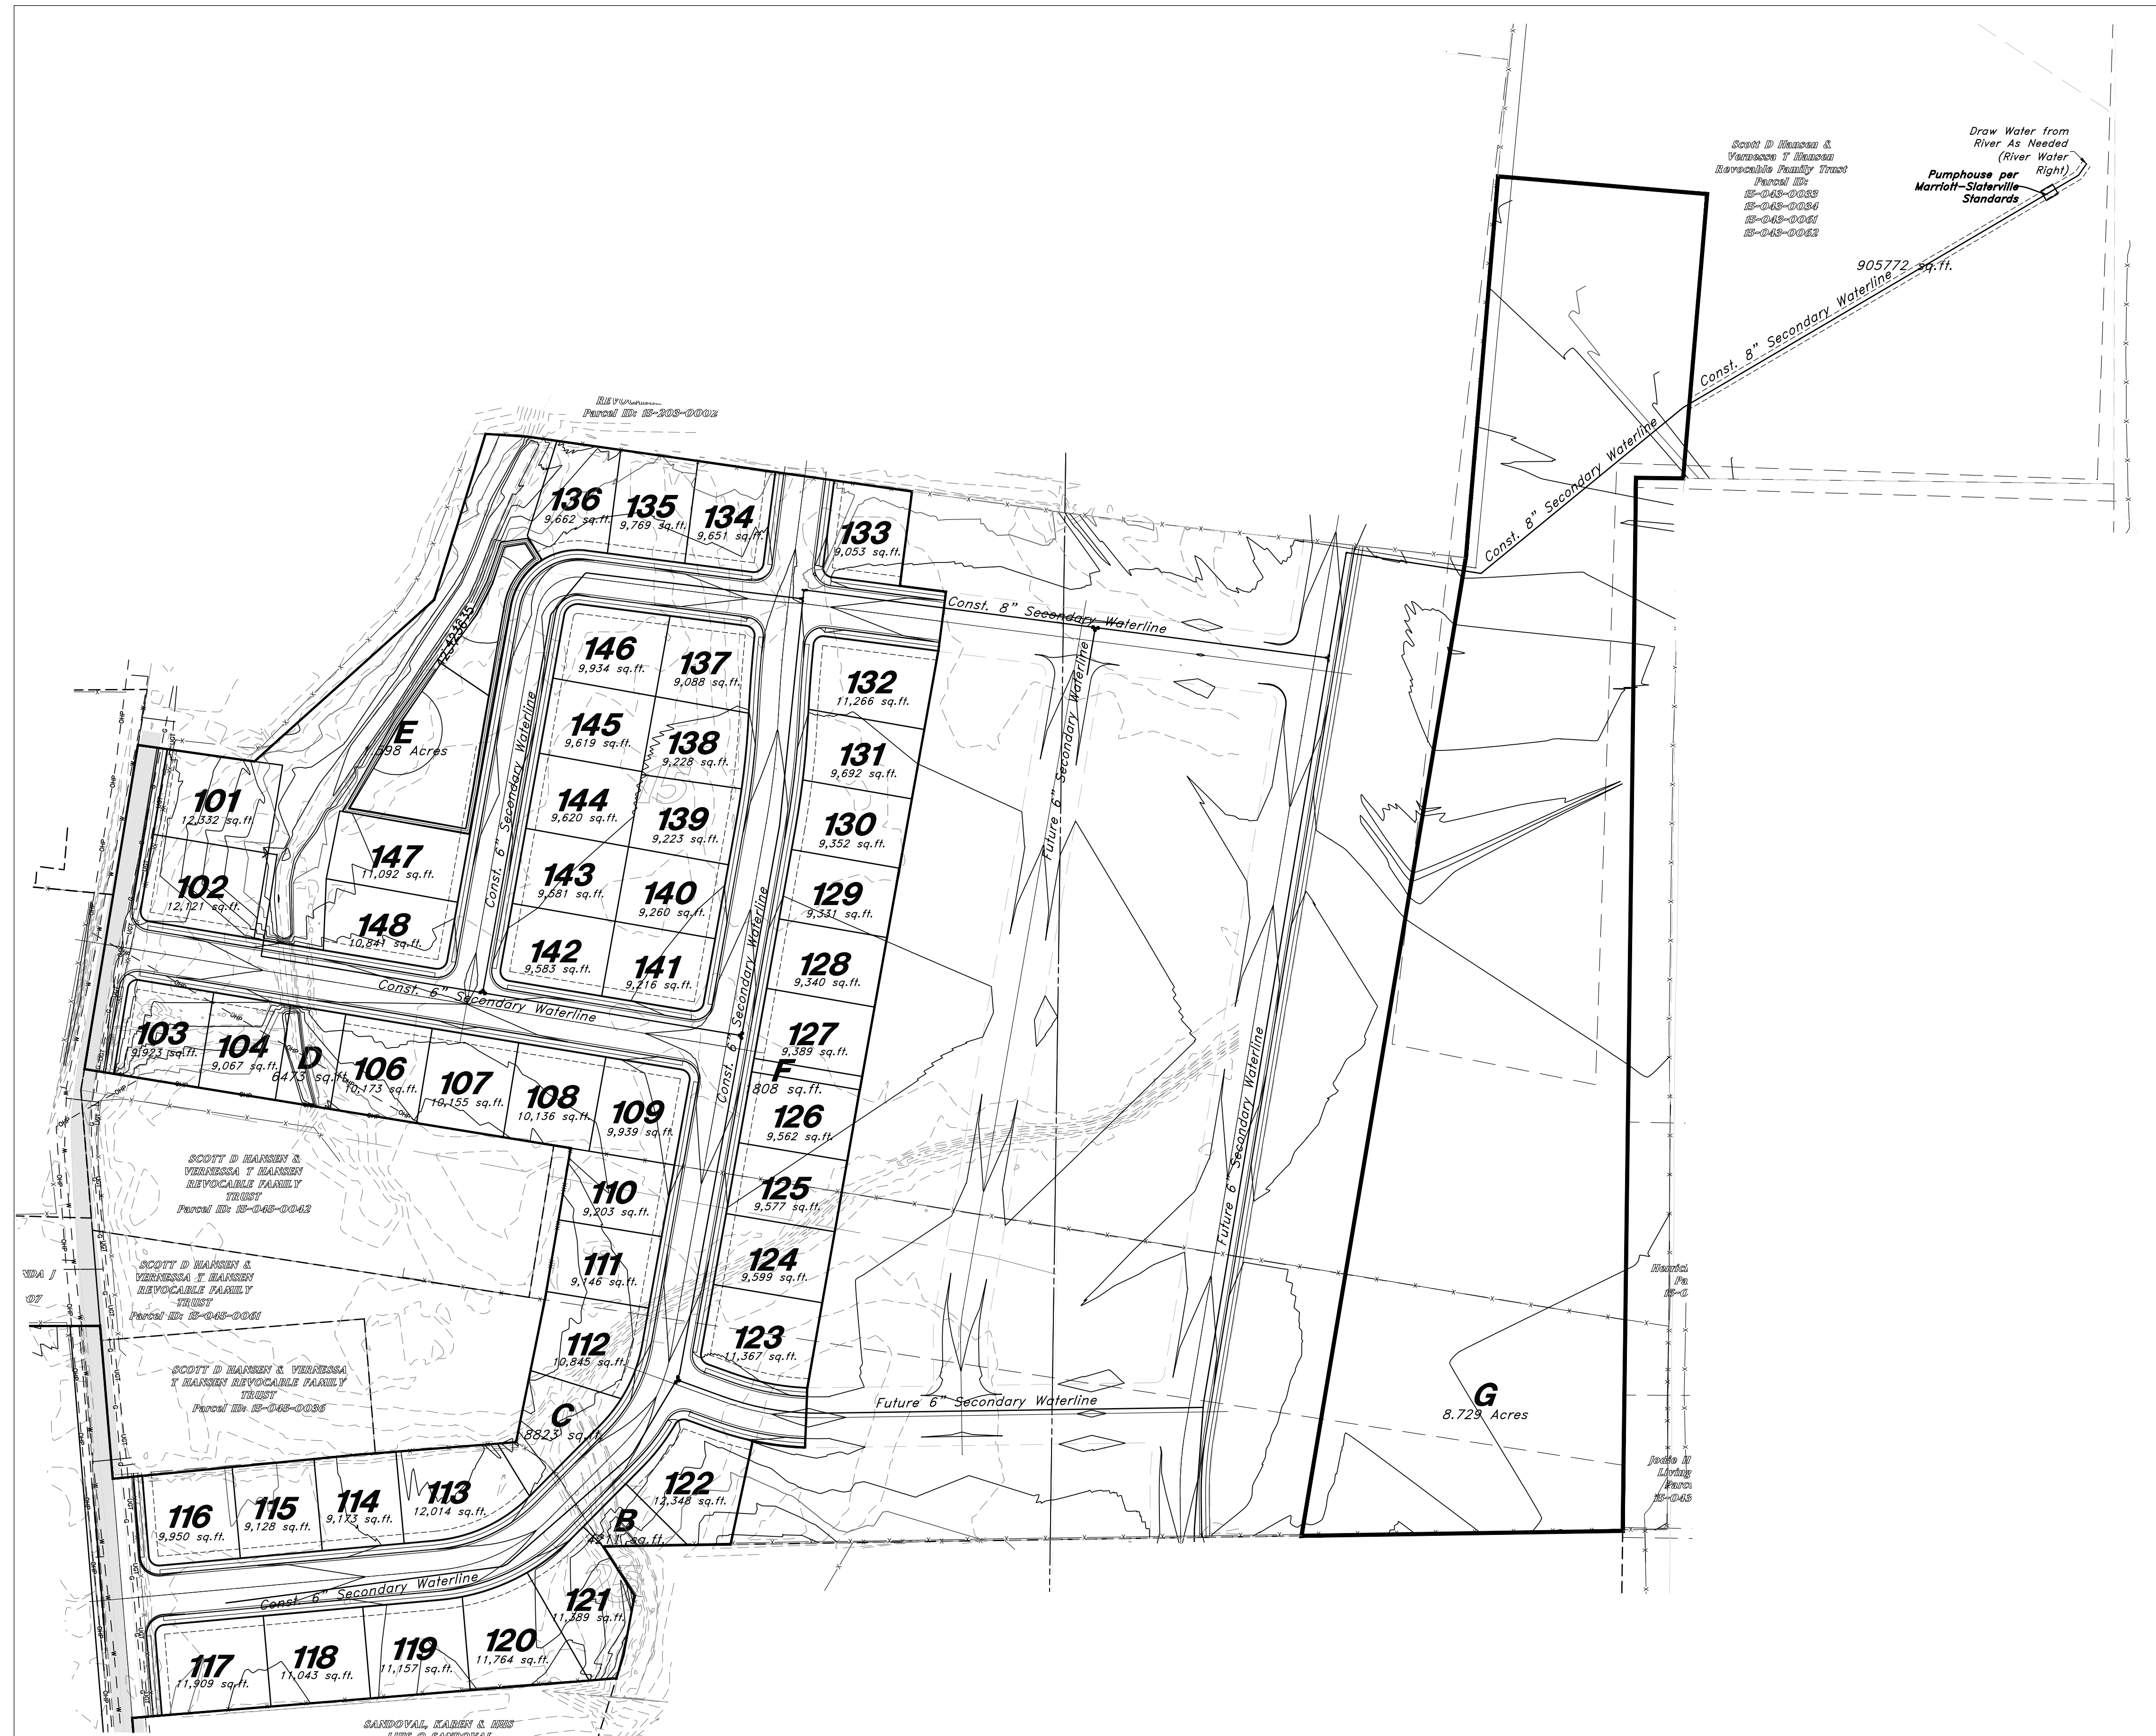 Draw Water from
River As Needed
(River Water
Right)
Pumphouse per
Marriott-Slaterville
Standards
Scott D Hansen &
Vernessa T Hansen
Revocable Family Trust
Parcel ID:
15-043-0033
15-043-0034
15-043-0061
15-043-0062
905772 sq.ft.
Const. 8" Secondary Waterline
Const. 8" Secondary Waterline
Parcel ID: 15-203-0002
136
9,662 sq.ft.
135
9,769 sq.ft.
134
9,651 sq.ft.
133
9,053 sq.ft.
Const. 8" Secondary Waterline
146
9,934 sq.ft.
137
9,088 sq.ft.
132
11,266 sq.ft.
E
1.598 Acres
145
9,619 sq.ft.
138
9,228 sq.ft.
131
9,692 sq.ft.
101
12,332 sq.ft.
144
9,620 sq.ft.
139
9,223 sq.ft.
130
9,352 sq.ft.
147
11,092 sq.ft.
102
12,121 sq.ft.
143
9,581 sq.ft.
140
9,260 sq.ft.
129
9,331 sq.ft.
148
10,841 sq.ft.
142
9,583 sq.ft.
141
9,216 sq.ft.
128
9,340 sq.ft.
Const. 6" Secondary Waterline
Const. 6" Secondary Waterline
Const. 6" Secondary Waterline
Future 6" Secondary Waterline
Future 6" Secondary Waterline
103
9,923 sq.ft.
104
9,067 sq.ft.
D
6473 sq.ft.
106
10,173 sq.ft.
107
10,155 sq.ft.
108
10,136 sq.ft.
109
9,939 sq.ft.
127
9,389 sq.ft.
F
808 sq.ft.
126
9,562 sq.ft.
SCOTT D HANSEN &
VERNESSA T HANSEN
REVOCABLE FAMILY
TRUST
Parcel ID: 15-045-0042
110
9,203 sq.ft.
125
9,577 sq.ft.
SCOTT D HANSEN &
VERNESSA T HANSEN
REVOCABLE FAMILY
TRUST
Parcel ID: 15-045-0061
111
9,146 sq.ft.
124
9,599 sq.ft.
112
10,845 sq.ft.
123
11,367 sq.ft.
SCOTT D HANSEN & VERNESSA
T HANSEN REVOCABLE FAMILY
TRUST
Parcel ID: 15-045-0036
C
8823 sq.ft.
Future 6" Secondary Waterline
G
8.729 Acres
116
9,950 sq.ft.
115
9,128 sq.ft.
114
9,173 sq.ft.
113
12,014 sq.ft.
122
12,348 sq.ft.
B
Const. 6" Secondary Waterline
121
11,389 sq.ft.
117
11,909 sq.ft.
118
11,043 sq.ft.
119
11,157 sq.ft.
120
11,764 sq.ft.
SANDOVAL, KAREN & HUS